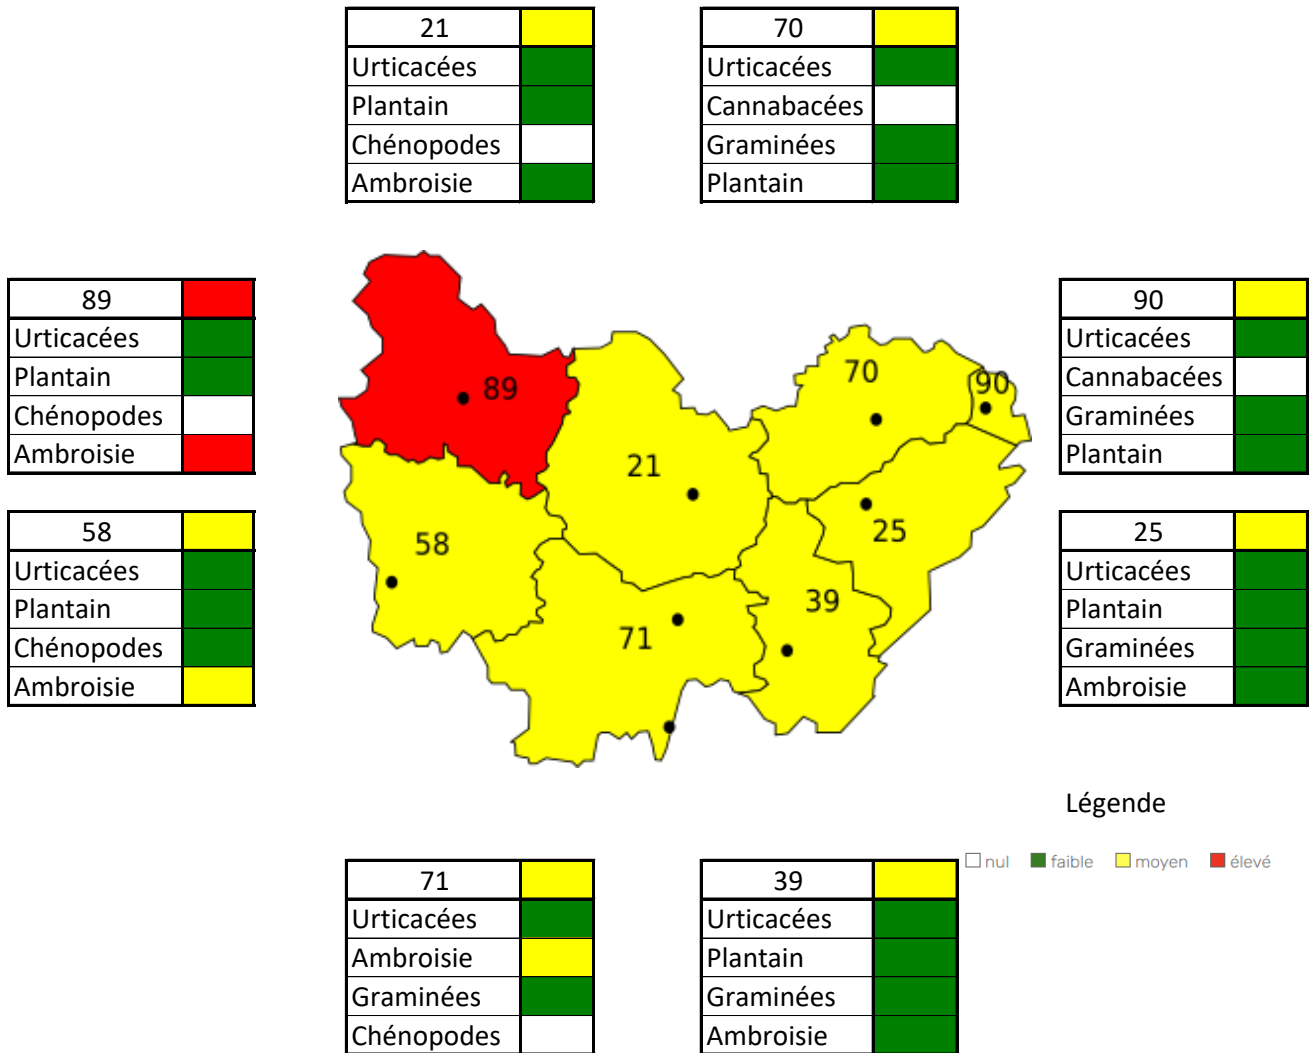 21
Urticacées
Plantain
Chénopodes
Ambroisie
70
Urticacées
Cannabacées
Graminées
Plantain
89
Urticacées
Plantain
Chénopodes
Ambroisie
58
Urticacées
Plantain
Chénopodes
Ambroisie
89
70
90
21
25
58
39
71
90
Urticacées
Cannabacées
Graminées
Plantain
25
Urticacées
Plantain
Graminées
Ambroisie
Légende
nul faible moyen élevé
71
Urticacées
Ambroisie
Graminées
Chénopodes
39
Urticacées
Plantain
Graminées
Ambroisie